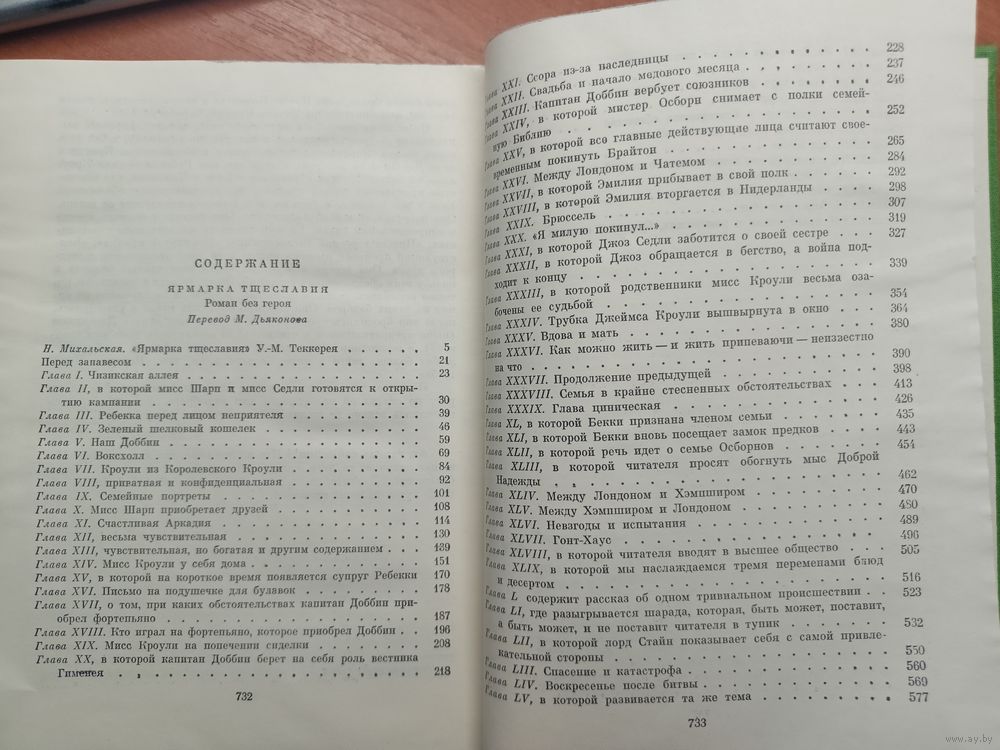 СОДЕРЖАНИЕ
ЯРМАРКА ТЩЕСЛАВИЯ
Роман без героя
Перевод М. Дьяконова
Н. Михальская. «Ярмарка тщеславия» У.-М. Теккерея . . . . . . 5
Перед занавесом . . . . . . 21
Глава I. Чизикская аллея . . . . . . 23
Глава II, в которой мисс Шарп и мисс Седли готовятся к откры-
тию кампании . . . . . . 30
Глава III. Ребекка перед лицом неприятеля . . . . . . 39
Глава IV. Зеленый шелковый кошелек . . . . . . 46
Глава V. Наш Доббин . . . . . . 59
Глава VI. Воксхолл . . . . . . 69
Глава VII. Кроули из Королевского Кроули . . . . . . 84
Глава VIII, приватная и конфиденциальная . . . . . . 92
Глава IX. Семейные портреты . . . . . . 101
Глава X. Мисс Шарп приобретает друзей . . . . . . 108
Глава XI. Счастливая Аркадия . . . . . . 114
Глава XII, весьма чувствительная . . . . . . 130
Глава XIII, чувствительная, но богатая и другим содержанием . . . 139
Глава XIV. Мисс Кроули у себя дома . . . . . . 151
Глава XV, в которой на короткое время появляется супруг Ребекки 170
Глава XVI. Письмо на подушечке для булавок . . . . . . 178
Глава XVII, о том, при каких обстоятельствах капитан Доббин при-
обрел фортепьяно . . . . . . 187
Глава XVIII. Кто играл на фортепьяно, которое приобрел Доббин . . 196
Глава XIX. Мисс Кроули на попечении сиделки . . . . . . 208
Глава XX, в которой капитан Доббин берет на себя роль вестника
Гименея . . . . . . 218
732
Глава XXI. Ссора из-за наследницы . . . . . . 228
Глава XXII. Свадьба и начало медового месяца . . . . . . 237
Глава XXIII. Капитан Доббин вербует союзников . . . . . . 246
Глава XXIV, в которой мистер Осборн снимает с полки семей-
ную Библию . . . . . . 252
Глава XXV, в которой все главные действующие лица считают свое-
временным покинуть Брайтон . . . . . . 265
Глава XXVI. Между Лондоном и Чатемом . . . . . . 284
Глава XXVII, в которой Эмилия прибывает в свой полк . . . . . . 292
Глава XXVIII, в которой Эмилия вторгается в Нидерланды . . . . . . 298
Глава XXIX. Брюссель . . . . . . 307
Глава XXX. «Я милую покинул...» . . . . . . 319
Глава XXXI, в которой Джоз Седли заботится о своей сестре . . . . . . 327
Глава XXXII, в которой Джоз обращается в бегство, а война под-
ходит к концу . . . . . . 339
Глава XXXIII, в которой родственники мисс Кроули весьма оза-
бочены ее судьбой . . . . . . 354
Глава XXXIV. Трубка Джеймса Кроули вышвырнута в окно . . . 364
Глава XXXV. Вдова и мать . . . . . . 380
Глава XXXVI. Как можно жить — и жить припеваючи — неизвестно
на что . . . . . . 390
Глава XXXVII. Продолжение предыдущей . . . . . . 398
Глава XXXVIII. Семья в крайне стесненных обстоятельствах . . . . . . 413
Глава XXXIX. Глава циническая . . . . . . 426
Глава XL, в которой Бекки признана членом семьи . . . . . . 435
Глава XLI, в которой Бекки вновь посещает замок предков . . . . . . 443
Глава XLII, в которой речь идет о семье Осборнов . . . . . . 454
Глава XLIII, в которой читателя просят обогнуть мыс Доброй
Надежды . . . . . . 462
Глава XLIV. Между Лондоном и Хэмпширом . . . . . . 470
Глава XLV. Между Хэмпширом и Лондоном . . . . . . 480
Глава XLVI. Невзгоды и испытания . . . . . . 489
Глава XLVII. Гонт-Хаус . . . . . . 496
Глава XLVIII, в которой читателя вводят в высшее общество . . . 505
Глава XLIX, в которой мы наслаждаемся тремя переменами блюд
и десертом . . . . . . 516
Глава L содержит рассказ об одном тривиальном происшествии . . 523
Глава LI, где разыгрывается шарада, которая, быть может, поставит,
а быть может, и не поставит читателя в тупик . . . . . . 532
Глава LII, в которой лорд Стайн показывает себя с самой привле-
кательной стороны . . . . . . 550
Глава LIII. Спасение и катастрофа . . . . . . 560
Глава LIV. Воскресенье после битвы . . . . . . 569
Глава LV, в которой развивается та же тема . . . . . . 577
733
www.ay.by